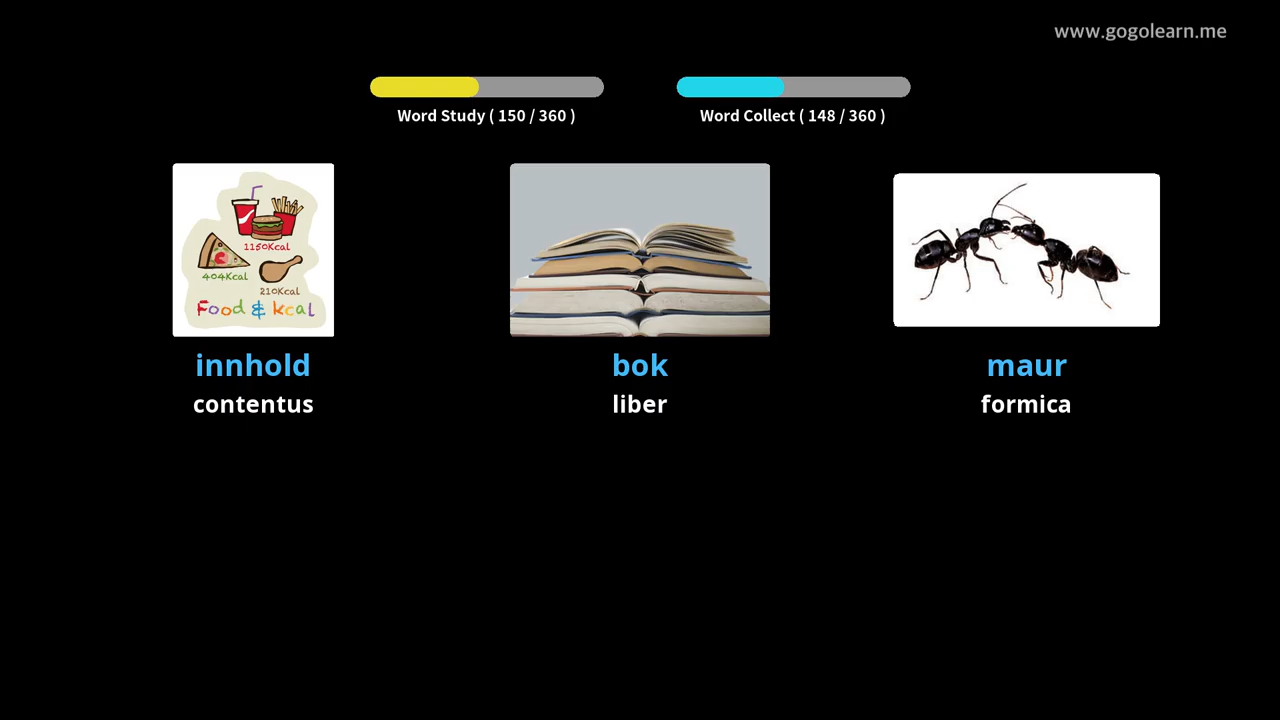 www.gogolearn.me
Word Study ( 150 / 360 )
Word Collect ( 148 / 360 )
1150Kcal
404Kcal
210Kcal
Food & kcal
innhold
bok
maur
contentus
liber
formica